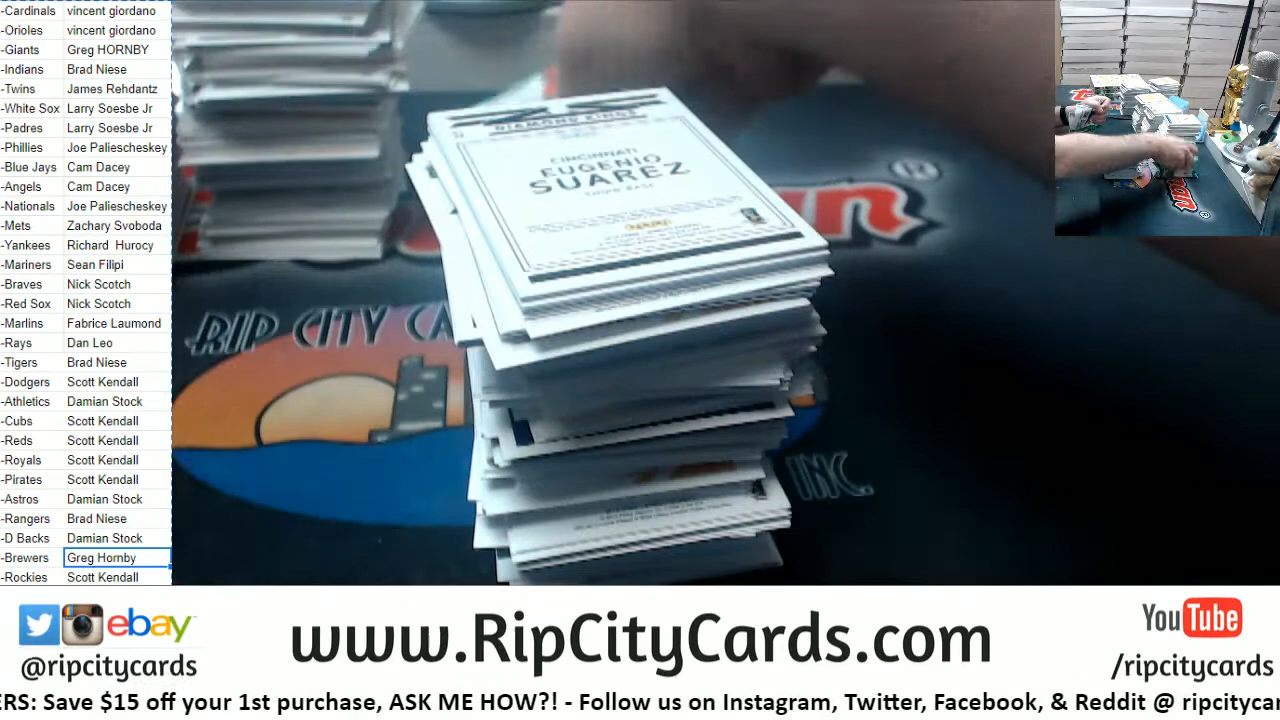 -Cardinals vincent giordano
-Orioles vincent giordano
-Giants Greg HORNBY
-Indians Brad Niese
-Twins James Rehdantz
-White Sox Larry Soesbe Jr
-Padres Larry Soesbe Jr
-Phillies Joe Paliescheskey
-Blue Jays Cam Dacey
-Angels Cam Dacey
-Nationals Joe Paliescheskey
-Mets Zachary Svoboda
-Yankees Richard Hurocy
-Mariners Sean Filipi
-Braves Nick Scotch
-Red Sox Nick Scotch
-Marlins Fabrice Laumond
-Rays Dan Leo
-Tigers Brad Niese
-Dodgers Scott Kendall
-Athletics Damian Stock
-Cubs Scott Kendall
-Reds Scott Kendall
-Royals Scott Kendall
-Pirates Scott Kendall
-Astros Damian Stock
-Rangers Brad Niese
-D Backs Damian Stock
-Brewers Greg Hornby
-Rockies Scott Kendall
DIAMOND KINGS
CINCINNATI
EUGENIO
SUAREZ
THIRD BASE
®
RIP CITY CA
INC.
ebay
@ripcitycards
www.RipCityCards.com
YouTube
/ripcitycards
ERS: Save $15 off your 1st purchase, ASK ME HOW?! - Follow us on Instagram, Twitter, Facebook, & Reddit @ ripcitycar